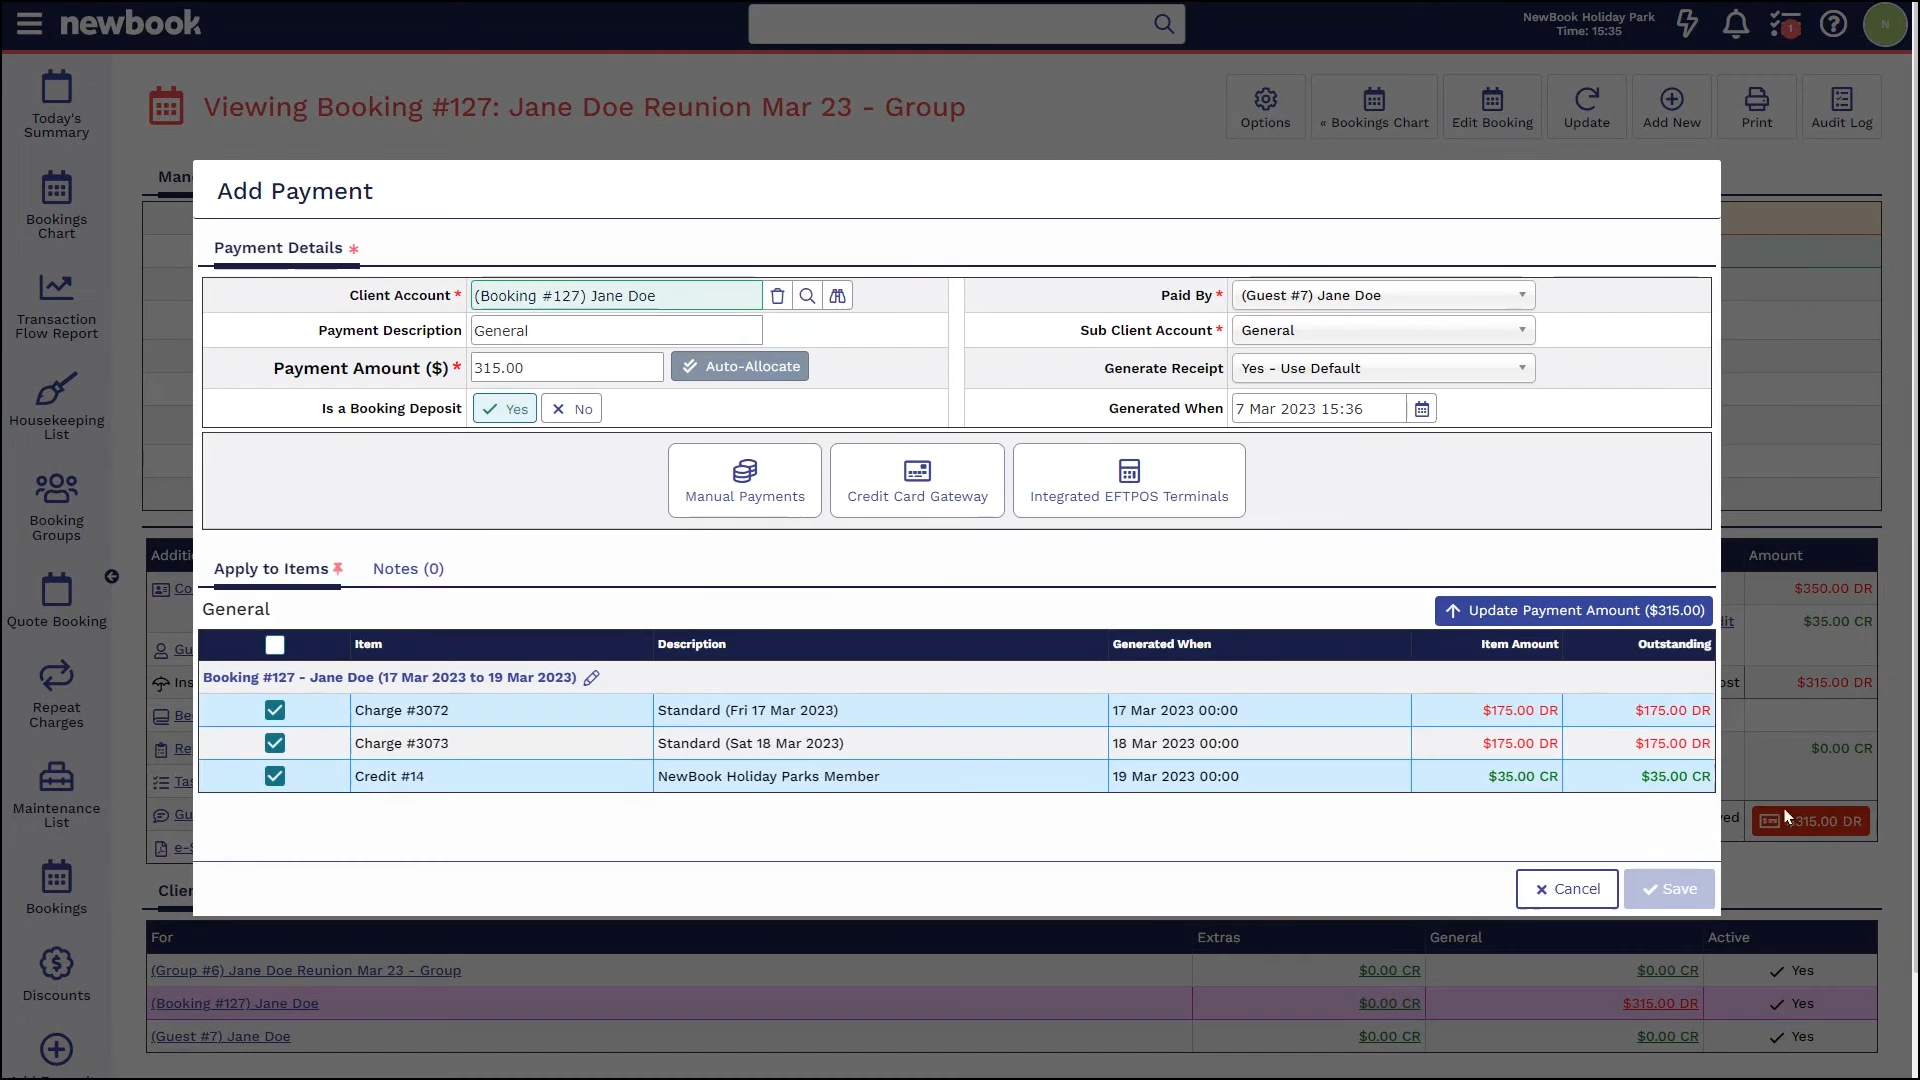 newbook
NewBook Holiday Park
Time: 15:35
1
N
Viewing Booking #127: Jane Doe Reunion Mar 23 - Group
Options
« Bookings Chart
Edit Booking
Update
Add New
Print
Audit Log
Today's
Summary
Bookings
Chart
Transaction
Flow Report
Housekeeping
List
Booking
Groups
Quote Booking
Repeat
Charges
Maintenance
List
Bookings
Discounts
Add Payment
Payment Details *
Client Account * (Booking #127) Jane Doe
Paid By * (Guest #7) Jane Doe
Payment Description General
Sub Client Account * General
Payment Amount ($) * 315.00 Auto-Allocate
Generate Receipt Yes - Use Default
Is a Booking Deposit Yes No
Generated When 7 Mar 2023 15:36
Manual Payments
Credit Card Gateway
Integrated EFTPOS Terminals
Apply to Items Notes (0)
General
Update Payment Amount ($315.00)
Item Description Generated When Item Amount Outstanding
Booking #127 - Jane Doe (17 Mar 2023 to 19 Mar 2023)
Charge #3072 Standard (Fri 17 Mar 2023) 17 Mar 2023 00:00 $175.00 DR $175.00 DR
Charge #3073 Standard (Sat 18 Mar 2023) 18 Mar 2023 00:00 $175.00 DR $175.00 DR
Credit #14 NewBook Holiday Parks Member 19 Mar 2023 00:00 $35.00 CR $35.00 CR
Cancel Save
Amount
$350.00 DR
$35.00 CR
$315.00 DR
$0.00 CR
$315.00 DR
For Extras General Active
(Group #6) Jane Doe Reunion Mar 23 - Group $0.00 CR $0.00 CR Yes
(Booking #127) Jane Doe $0.00 CR $315.00 DR Yes
(Guest #7) Jane Doe $0.00 CR $0.00 CR Yes